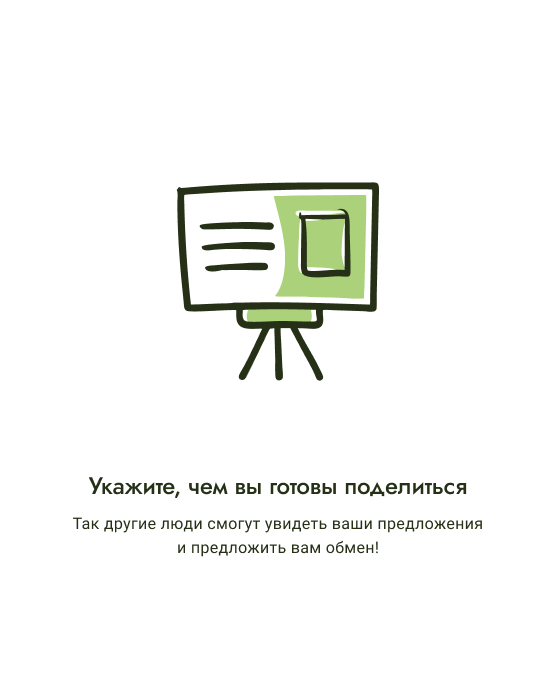 Укажите, чем вы готовы поделиться
Так другие люди смогут увидеть ваши предложения
и предложить вам обмен!